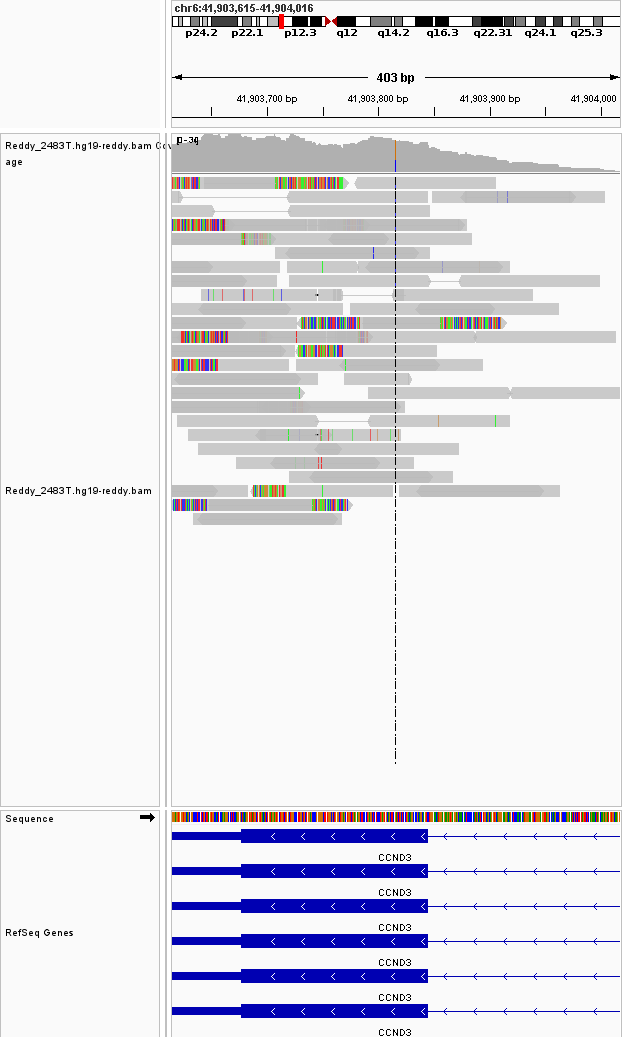 chr6:41,903,615-41,904,016
p24.2 p22.1 p12.3 q12 q14.2 q16.3 q22.31 q24.1 q25.3
403 bp
41,903,700 bp 41,903,800 bp 41,903,900 bp 41,904,000
Reddy_2483T.hg19-reddy.bam Cov
age
Reddy_2483T.hg19-reddy.bam
Sequence
CCND3
CCND3
CCND3
RefSeq Genes
CCND3
CCND3
CCND3